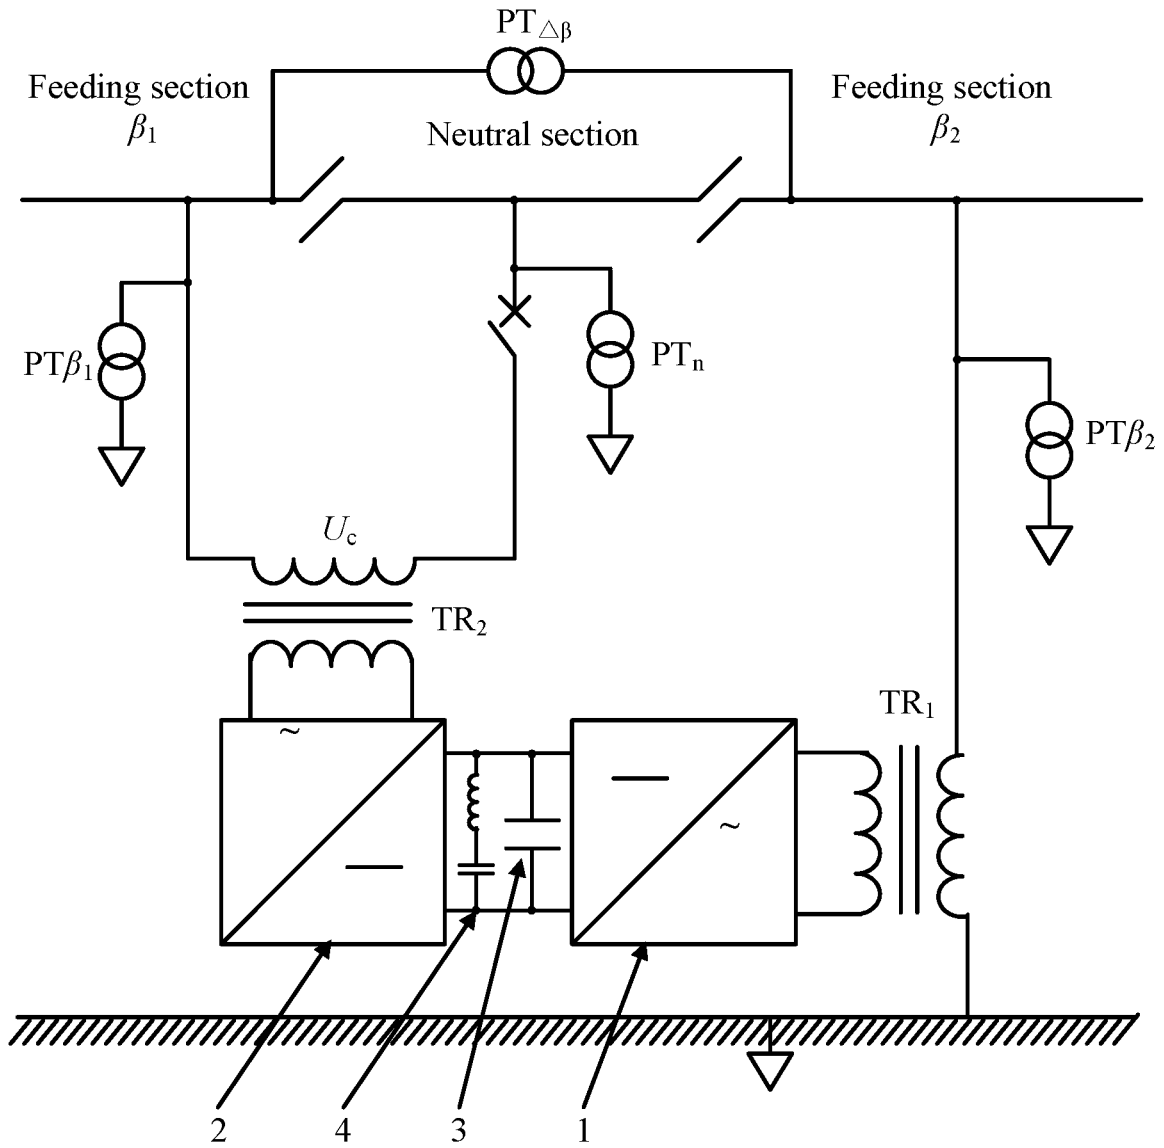 PT△β
Feeding section
β1
Neutral section
Feeding section
β2
PTβ1
PTn
PTβ2
Uc
TR2
TR1
~
~
2
4
3
1